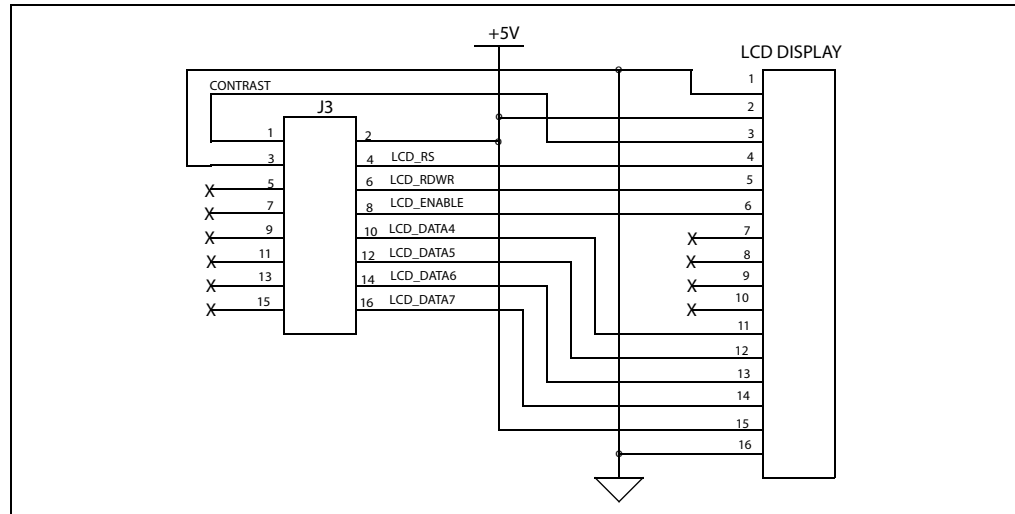 +5V
LCD DISPLAY
CONTRAST
J3
1 2
3 4 LCD_RS
5 6 LCD_RDWR
7 8 LCD_ENABLE
9 10 LCD_DATA4
11 12 LCD_DATA5
13 14 LCD_DATA6
15 16 LCD_DATA7
X
X
X
X
X
X
1
2
3
4
5
6
X 7
X 8
X 9
X 10
11
12
13
14
15
16